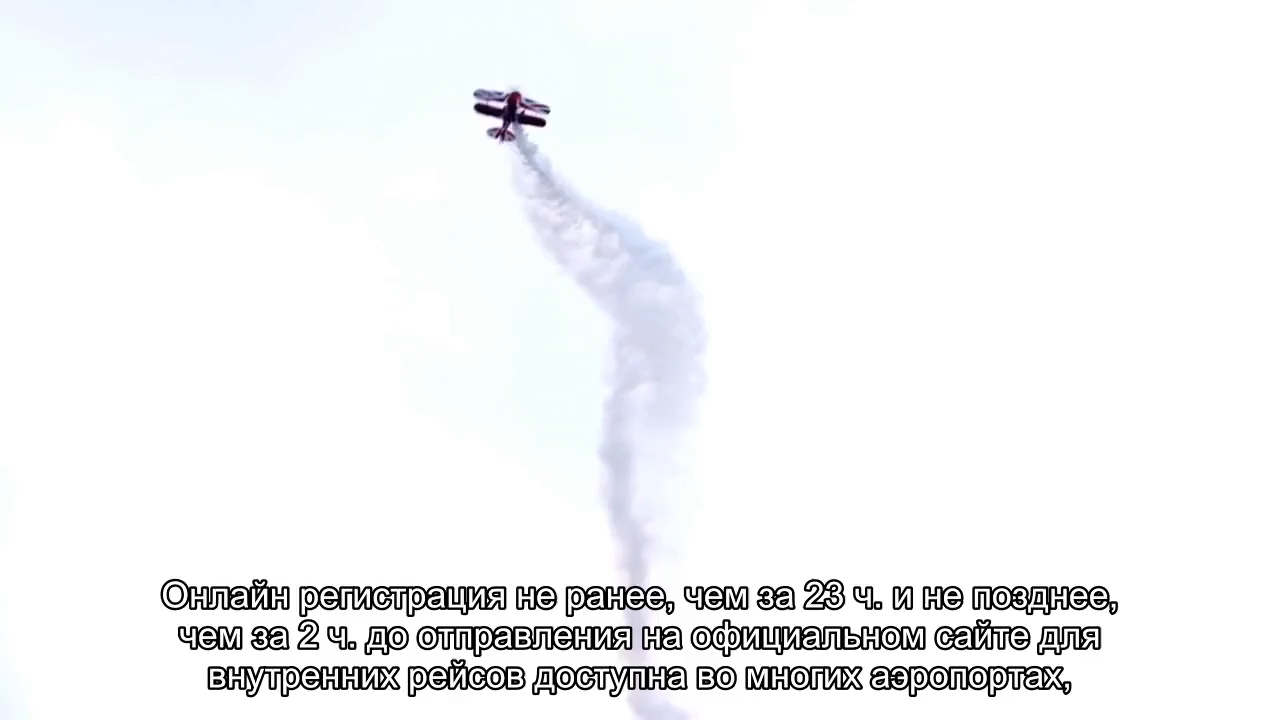 Онлайн регистрация не ранее, чем за 23 ч. и не позднее,
чем за 2 ч. до отправления на официальном сайте для
внутренних рейсов доступна во многих аэропортах,